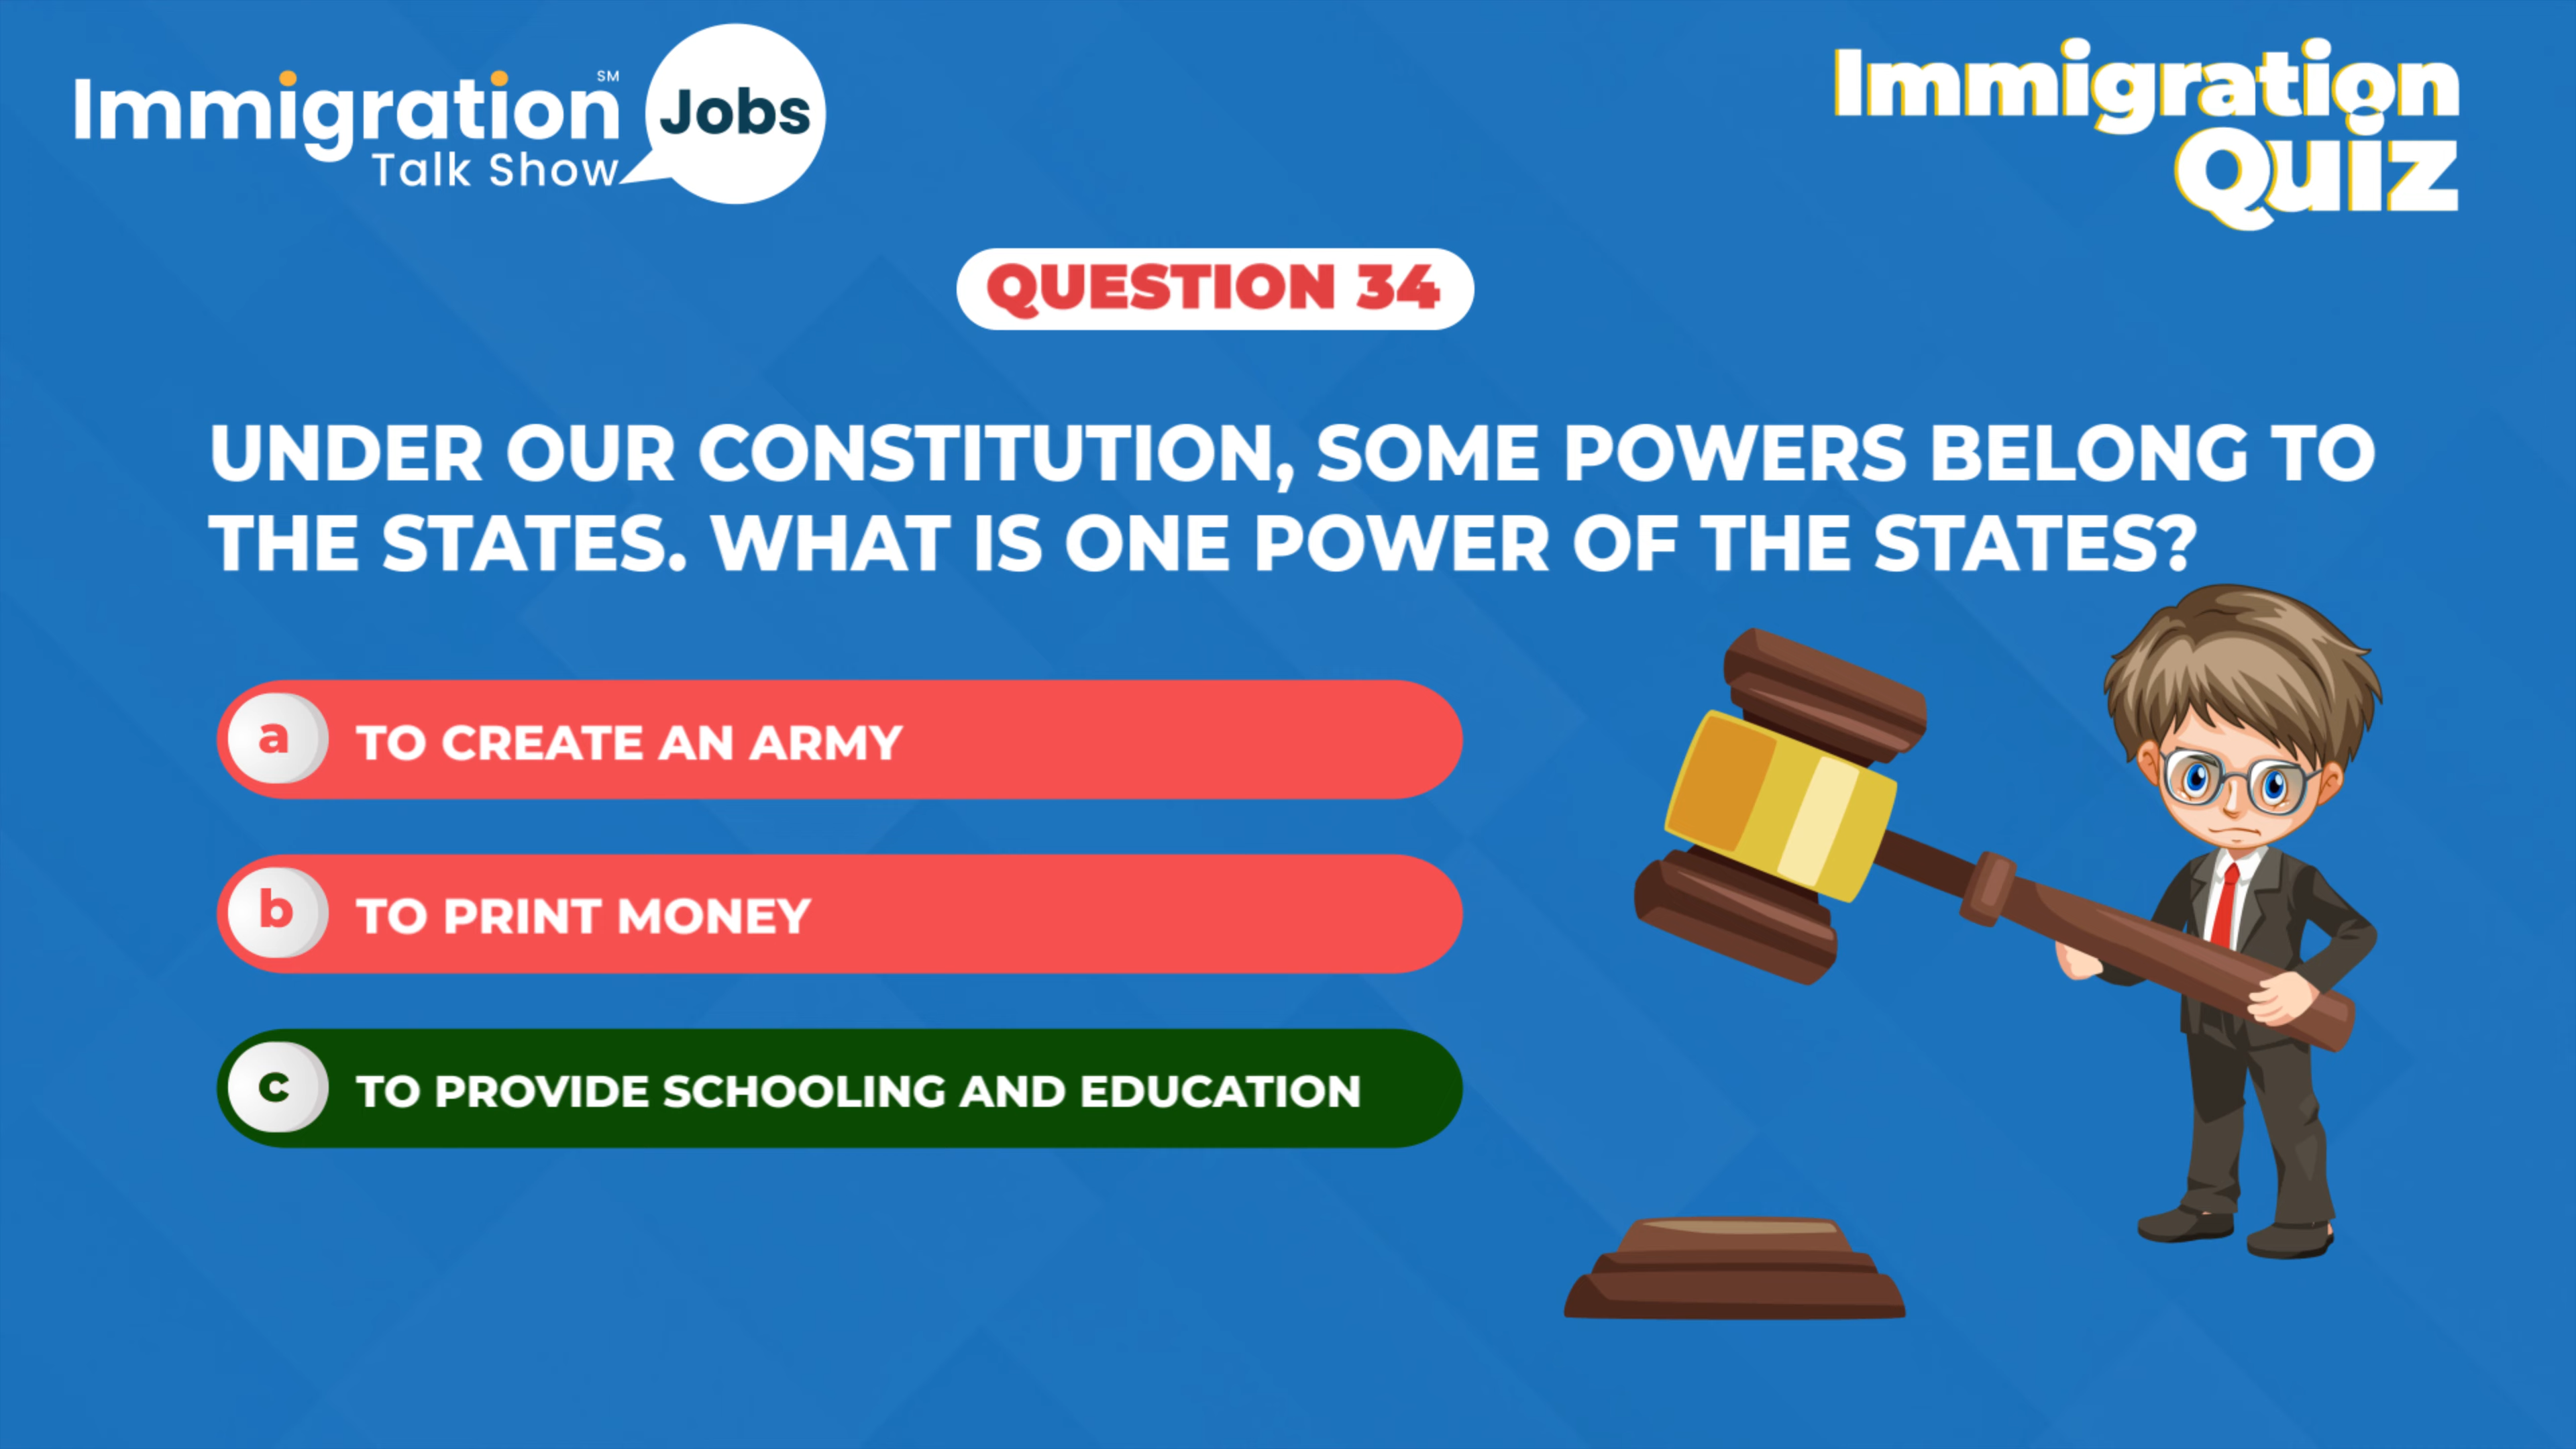 Immigration SM
Talk Show
Jobs
Immigration
Quiz
QUESTION 34
UNDER OUR CONSTITUTION, SOME POWERS BELONG TO
THE STATES. WHAT IS ONE POWER OF THE STATES?
a TO CREATE AN ARMY
b TO PRINT MONEY
c TO PROVIDE SCHOOLING AND EDUCATION